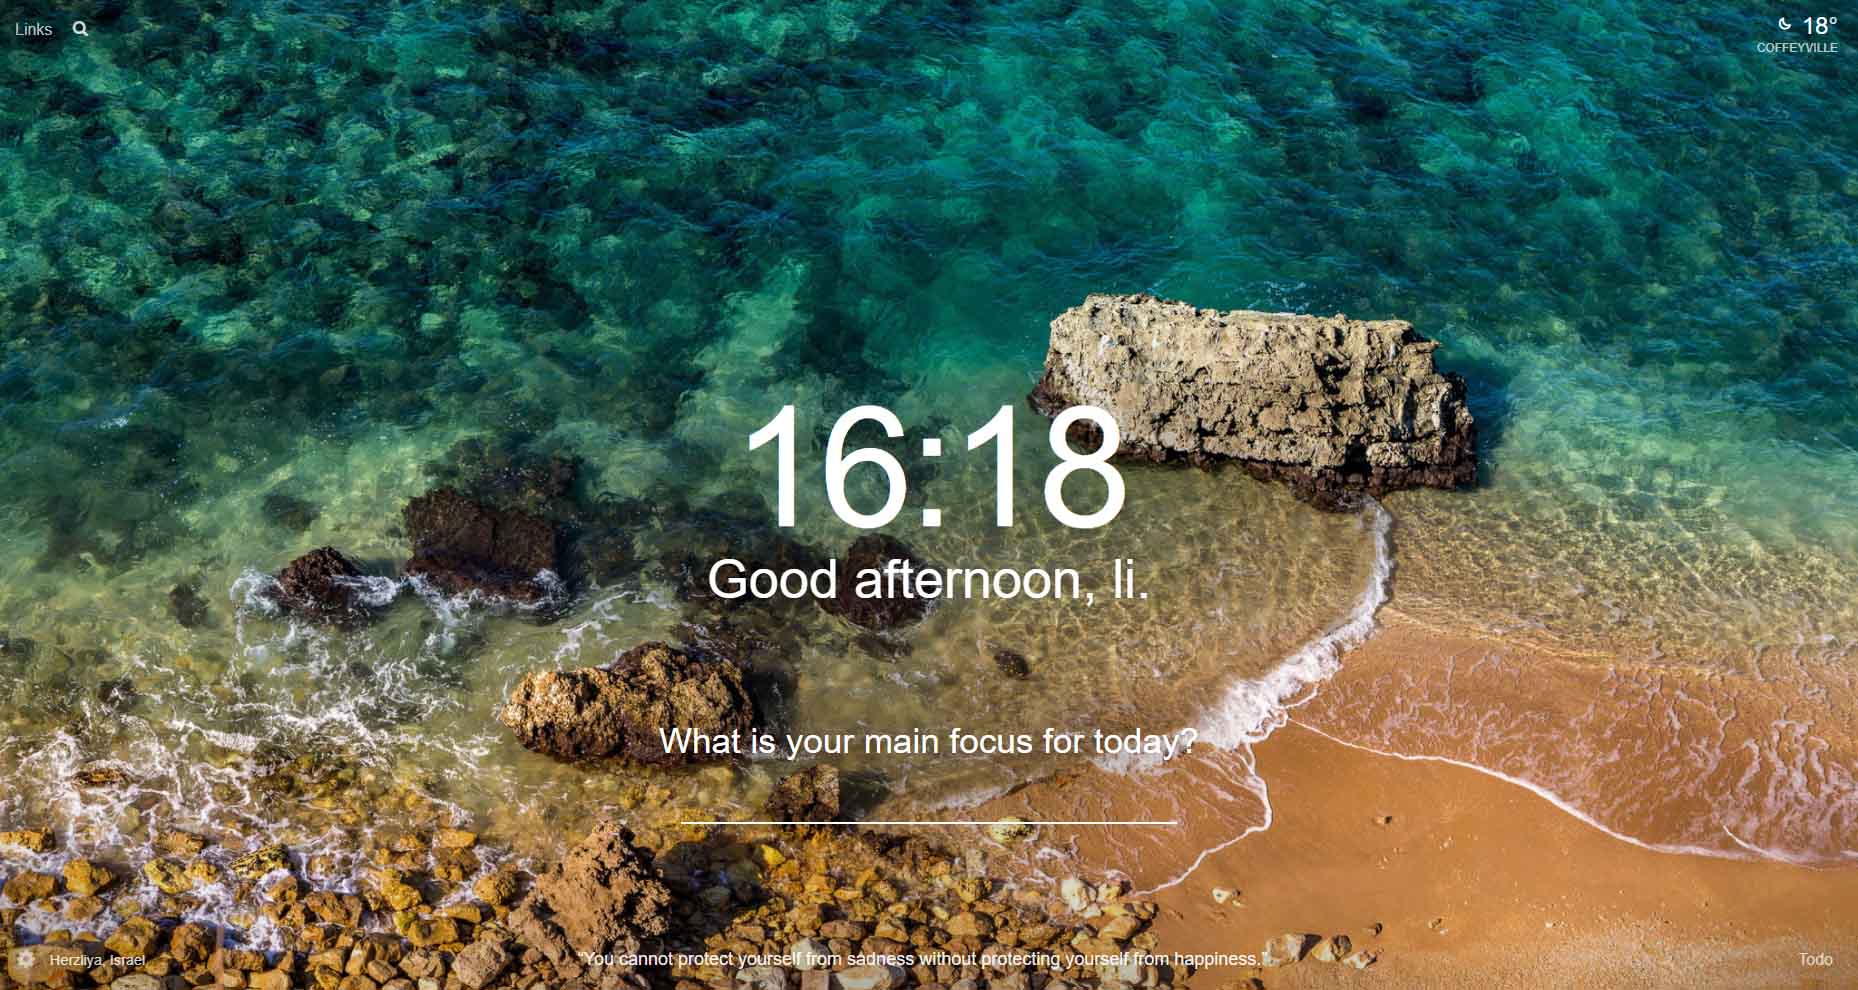 Links
18°
COFFEYVILLE
16:18
Good afternoon, li.
What is your main focus for today?
Herzliya, Israel
"You cannot protect yourself from sadness without protecting yourself from happiness."
Todo